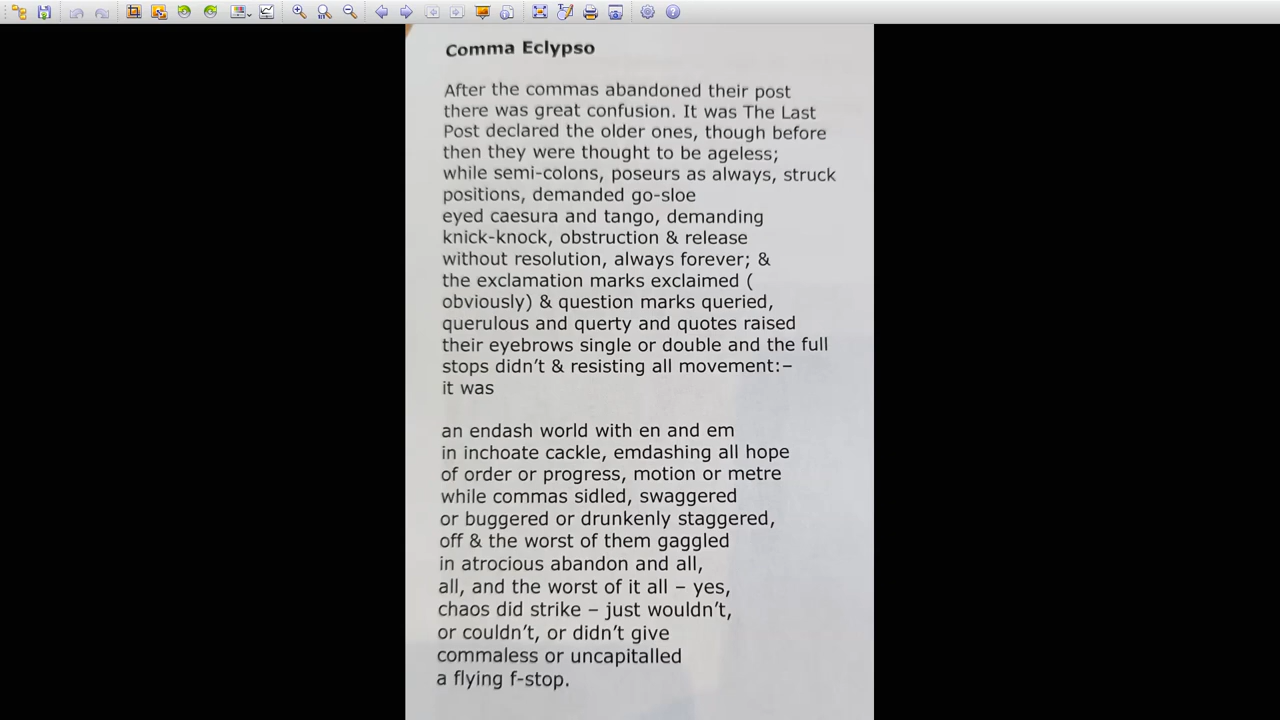 Comma Eclypso
After the commas abandoned their post
there was great confusion. It was The Last
Post declared the older ones, though before
then they were thought to be ageless;
while semi-colons, poseurs as always, struck
positions, demanded go-sloe
eyed caesura and tango, demanding
knick-knock, obstruction & release
without resolution, always forever; &
the exclamation marks exclaimed (
obviously) & question marks queried,
querulous and querty and quotes raised
their eyebrows single or double and the full
stops didn't & resisting all movement:–
it was
an endash world with en and em
in inchoate cackle, emdashing all hope
of order or progress, motion or metre
while commas sidled, swaggered
or buggered or drunkenly staggered,
off & the worst of them gaggled
in atrocious abandon and all,
all, and the worst of it all – yes,
chaos did strike – just wouldn't,
or couldn't, or didn't give
commaless or uncapitalled
a flying f-stop.